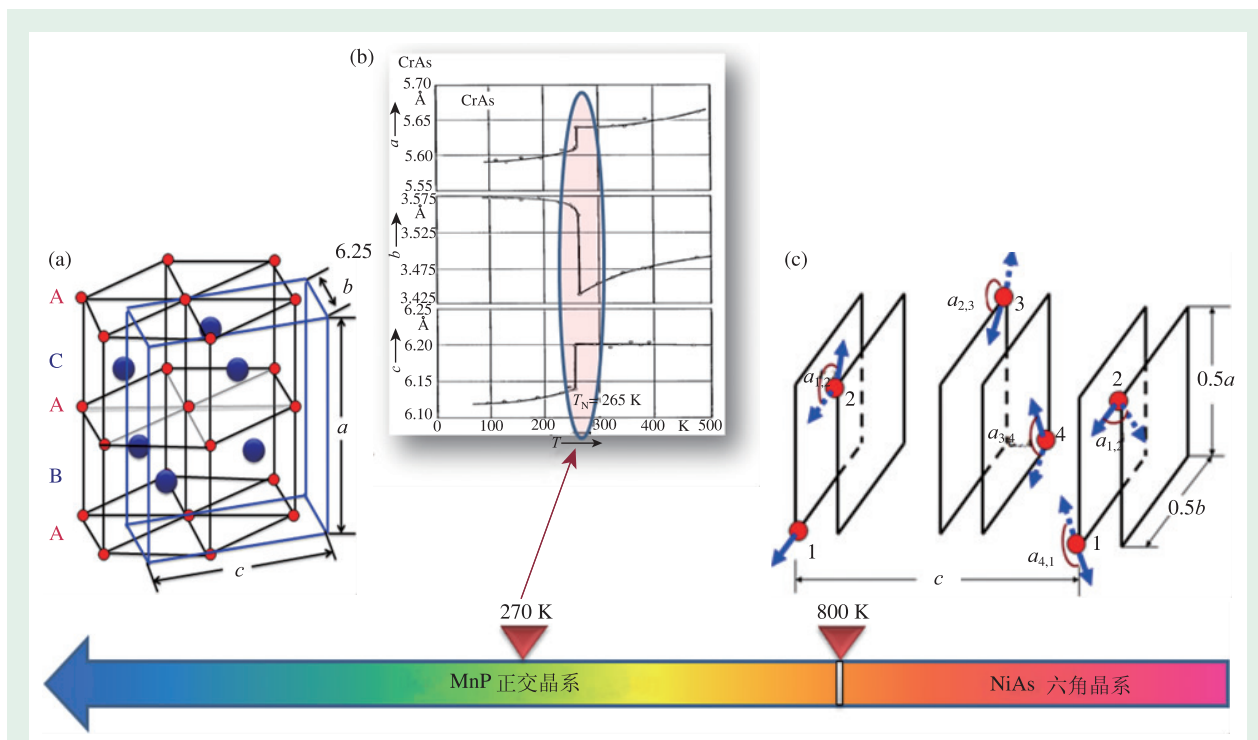 (b)
CrAs
5.70
Å
CrAs
a
5.65
5.60
5.55
3.575
Å
b
3.525
3.475
3.425
6.25
Å
c
6.20
6.15
6.10
T_N=265 K
0 100 200 300 400 K 500
T
(a)
6.25
b
A
C
A
B
A
a
c
(c)
a_{2,3}
3
a_{1,2}
2
2
a_{3,4}
4
a_{1,2}
0.5a
0.5b
1
1
a_{4,1}
c
270 K
800 K
MnP 正交晶系
NiAs 六角晶系